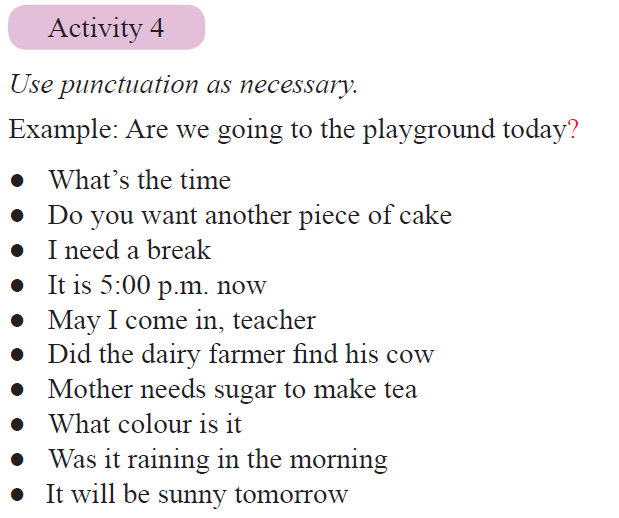 Activity 4
Use punctuation as necessary.
Example: Are we going to the playground today?
● What’s the time
● Do you want another piece of cake
● I need a break
● It is 5:00 p.m. now
● May I come in, teacher
● Did the dairy farmer find his cow
● Mother needs sugar to make tea
● What colour is it
● Was it raining in the morning
● It will be sunny tomorrow